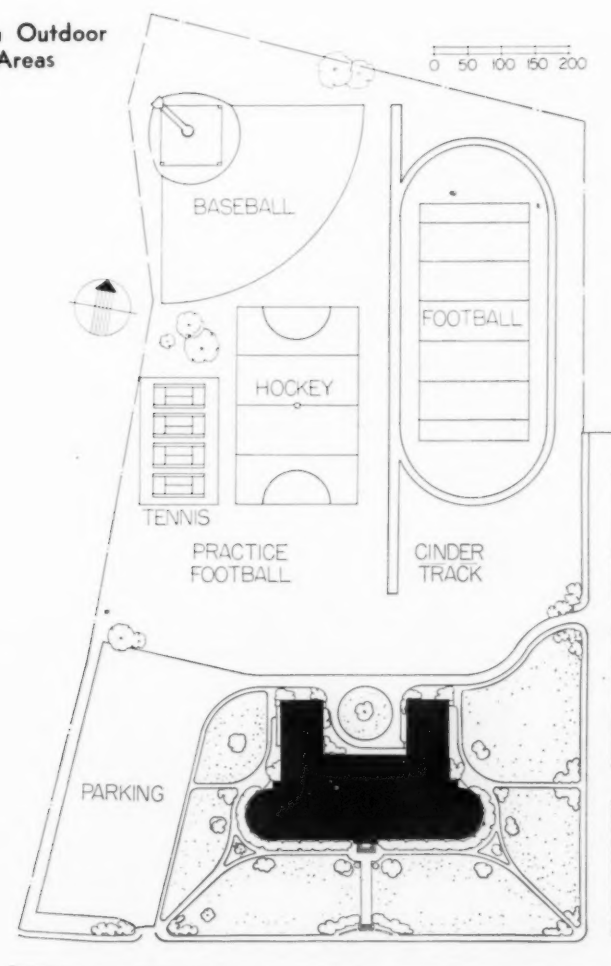 Outdoor
Areas
0 50 100 150 200
BASEBALL
FOOTBALL
HOCKEY
TENNIS
PRACTICE
FOOTBALL
CINDER
TRACK
PARKING